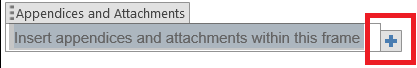 Appendices and Attachments
Insert appendices and attachments within this frame